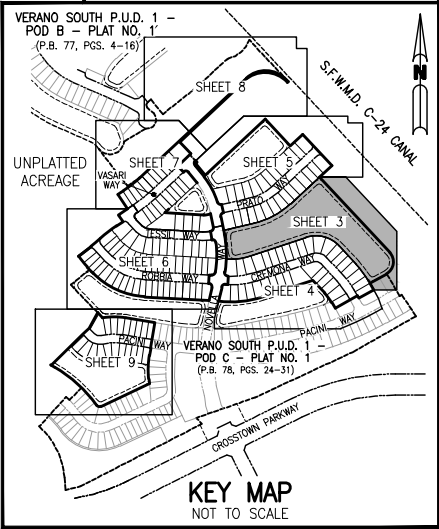 VERANO SOUTH P.U.D. 1 –
POD B – PLAT NO. 1
(P.B. 77, PGS. 4–16)
N
S.F.W.M.D. C–24 CANAL
SHEET 8
UNPLATTED
ACREAGE
SHEET 7
VASARI
WAY
SHEET 5
PRATO WAY
SHEET 3
TESSIC WAY
WAY
SHEET 6
ROBBIA WAY
CREMONA WAY
SHEET 4
NOVELLA
PACINI WAY
PACINI WAY
SHEET 9
VERANO SOUTH P.U.D. 1 –
POD C – PLAT NO. 1
(P.B. 78, PGS. 24–31)
CROSSTOWN PARKWAY
KEY MAP
NOT TO SCALE